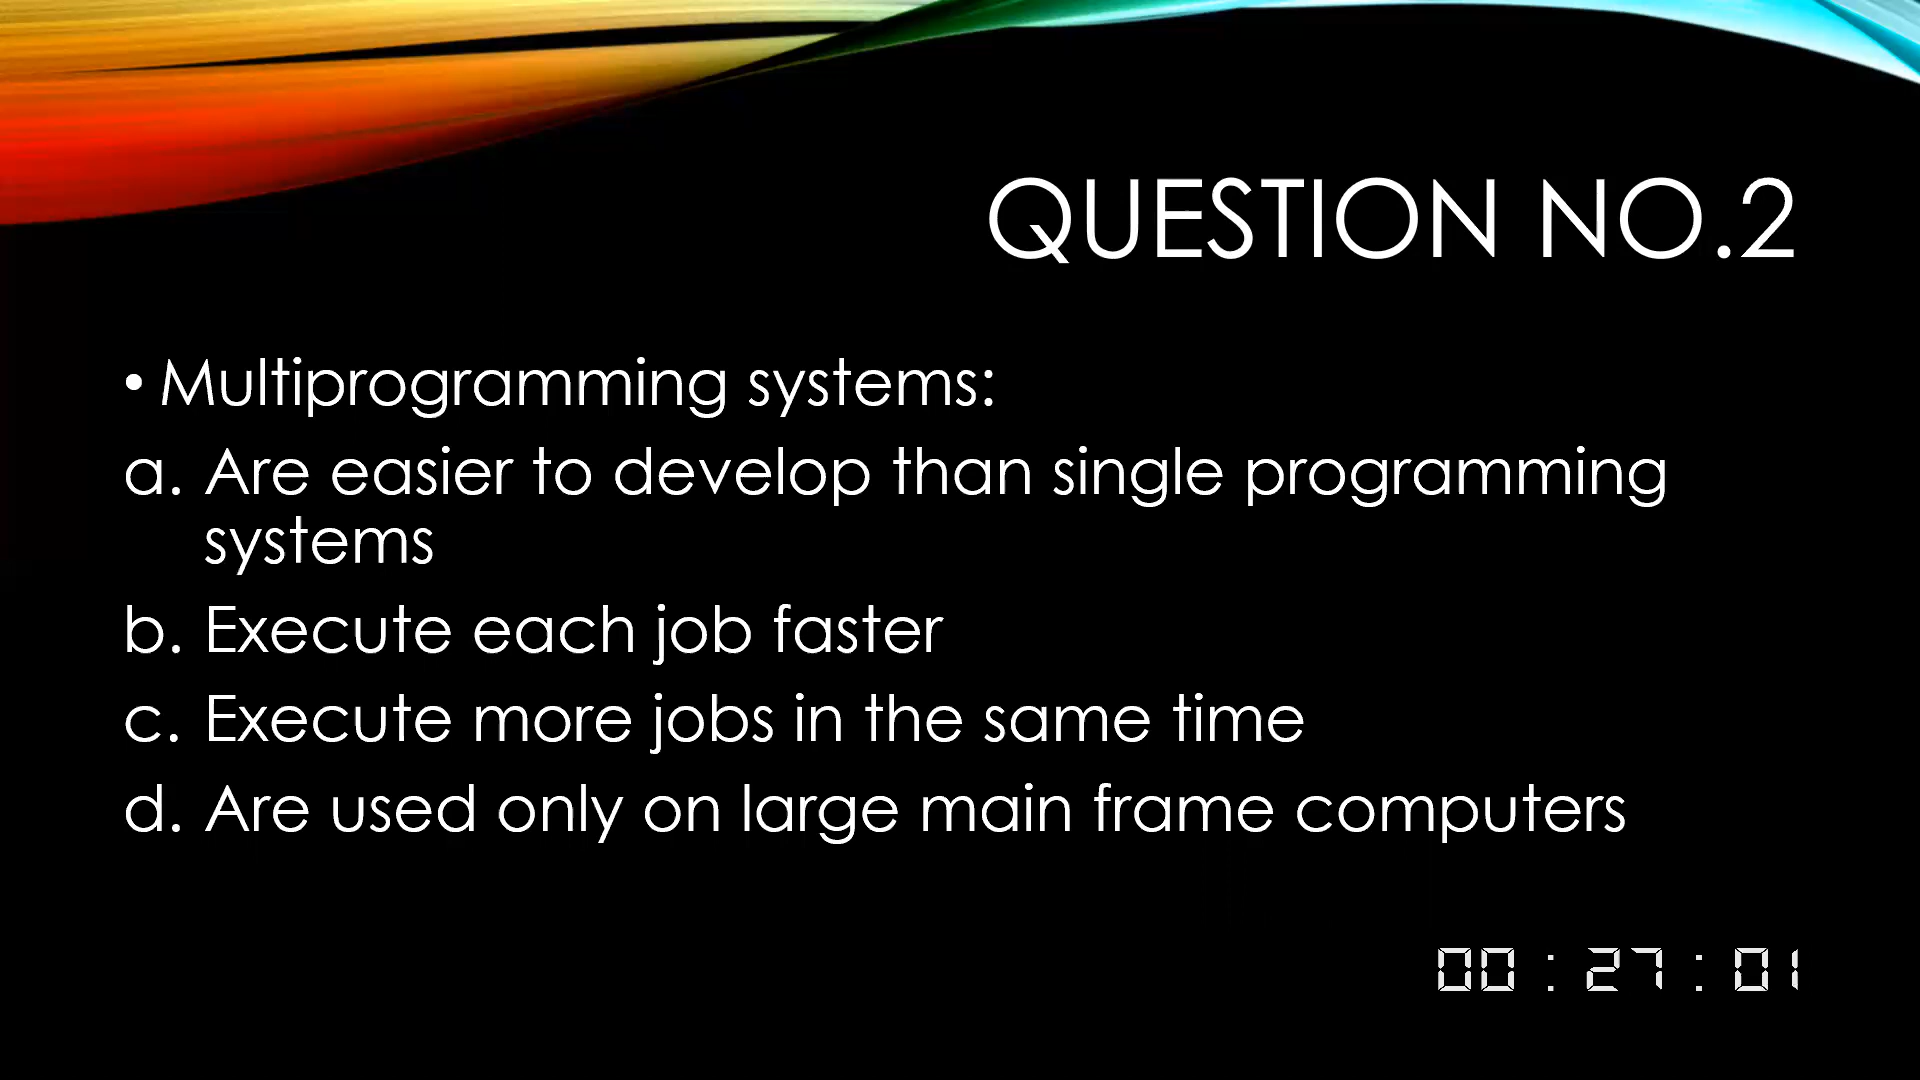 QUESTION NO.2
• Multiprogramming systems:
a. Are easier to develop than single programming
systems
b. Execute each job faster
c. Execute more jobs in the same time
d. Are used only on large main frame computers
00 : 27 : 01